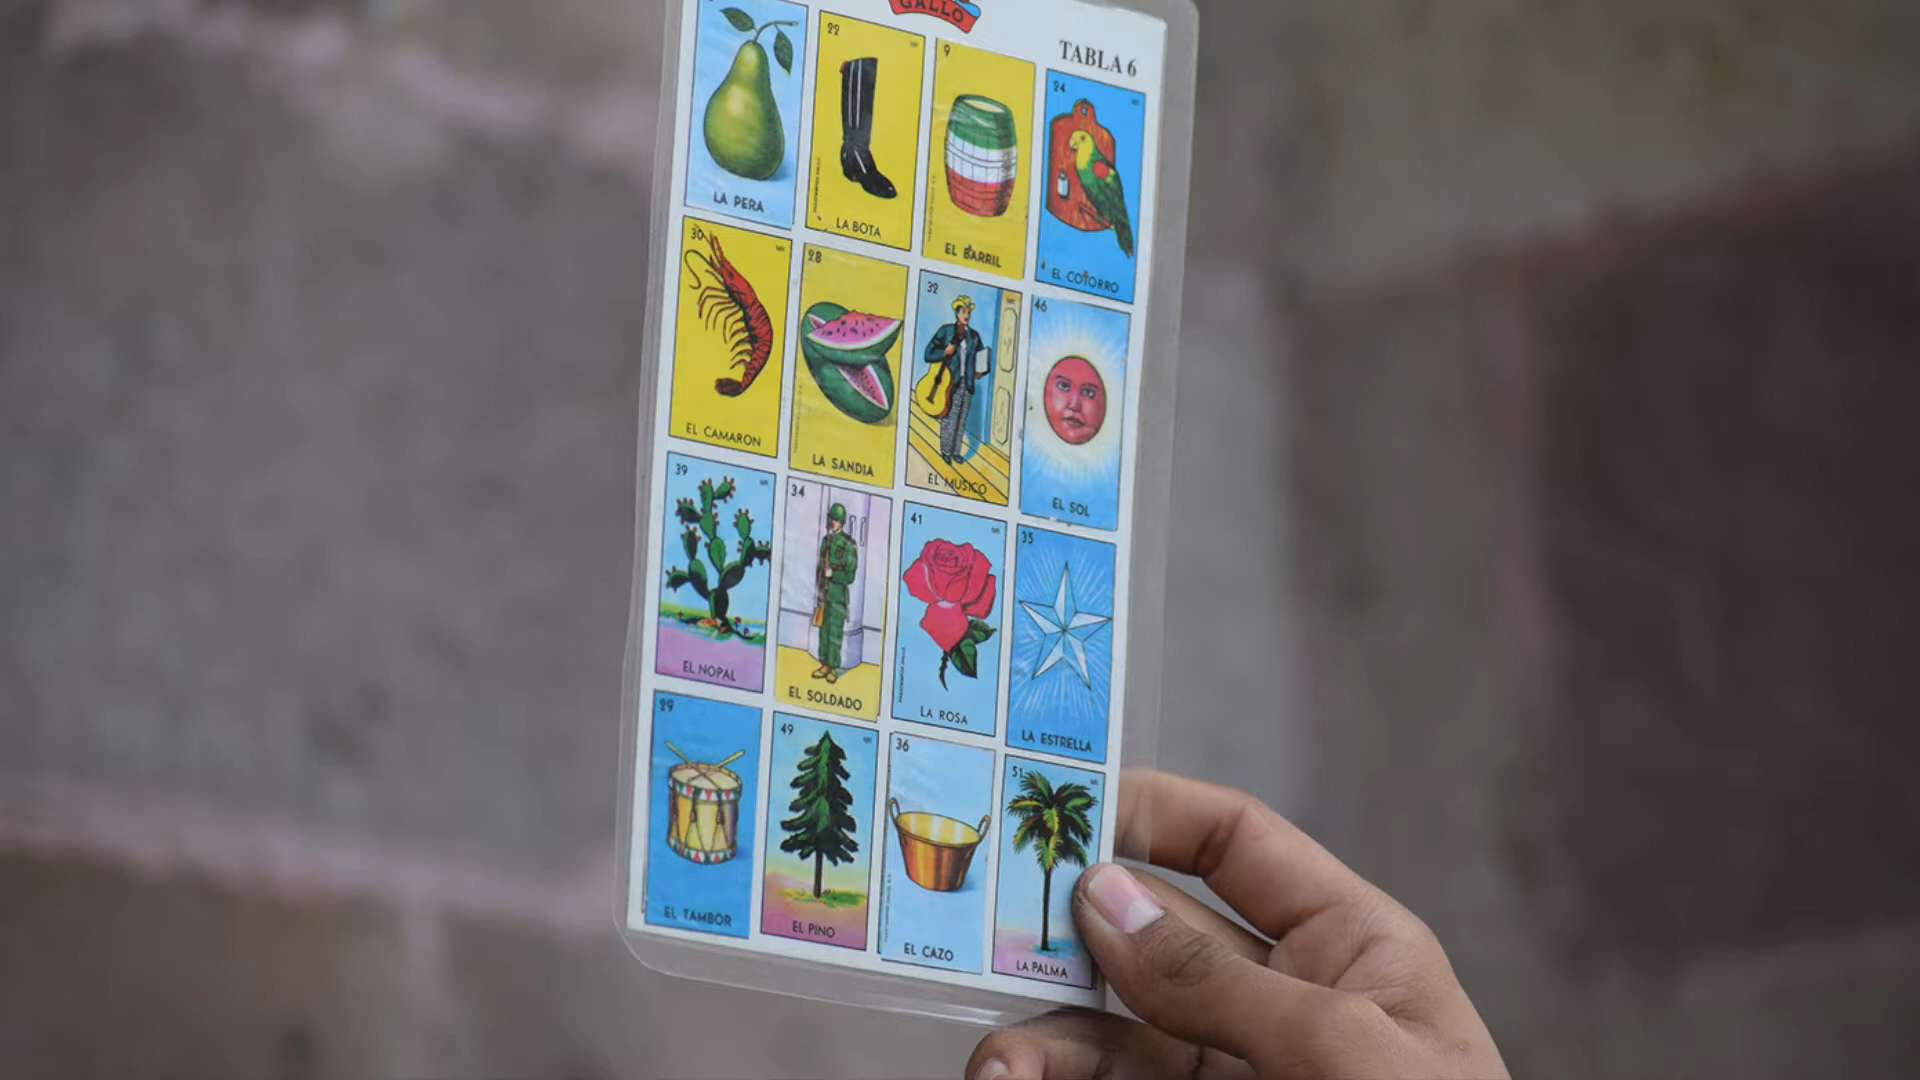 GALLO
TABLA 6
LA PERA
22
LA BOTA
9
EL BARRIL
24
EL COTORRO
30
EL CAMARON
28
LA SANDIA
32
EL MUSICO
46
EL SOL
39
EL NOPAL
34
EL SOLDADO
41
LA ROSA
35
LA ESTRELLA
29
EL TAMBOR
49
EL PINO
36
EL CAZO
51
LA PALMA